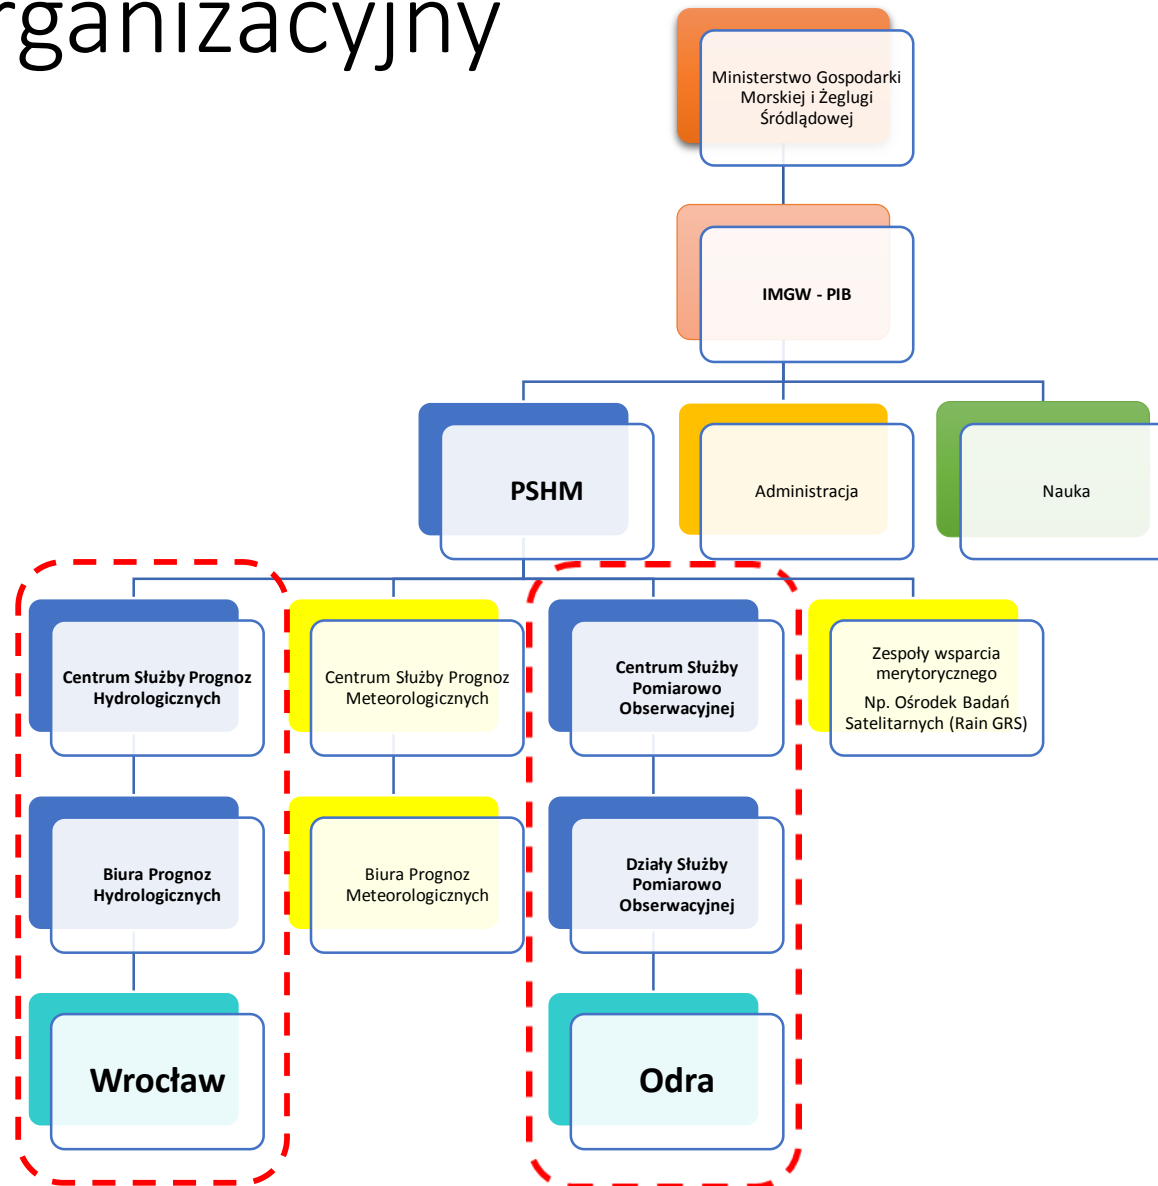 rganizacyjny
Ministerstwo Gospodarki
Morskiej i Żeglugi
Śródlądowej
IMGW - PIB
PSHM
Administracja
Nauka
Centrum Służby Prognoz
Hydrologicznych
Centrum Służby Prognoz
Meteorologicznych
Centrum Służby
Pomiarowo
Obserwacyjnej
Zespoły wsparcia
merytorycznego
Np. Ośrodek Badań
Satelitarnych (Rain GRS)
Biura Prognoz
Hydrologicznych
Biura Prognoz
Meteorologicznych
Działy Służby
Pomiarowo
Obserwacyjnej
Wrocław
Odra